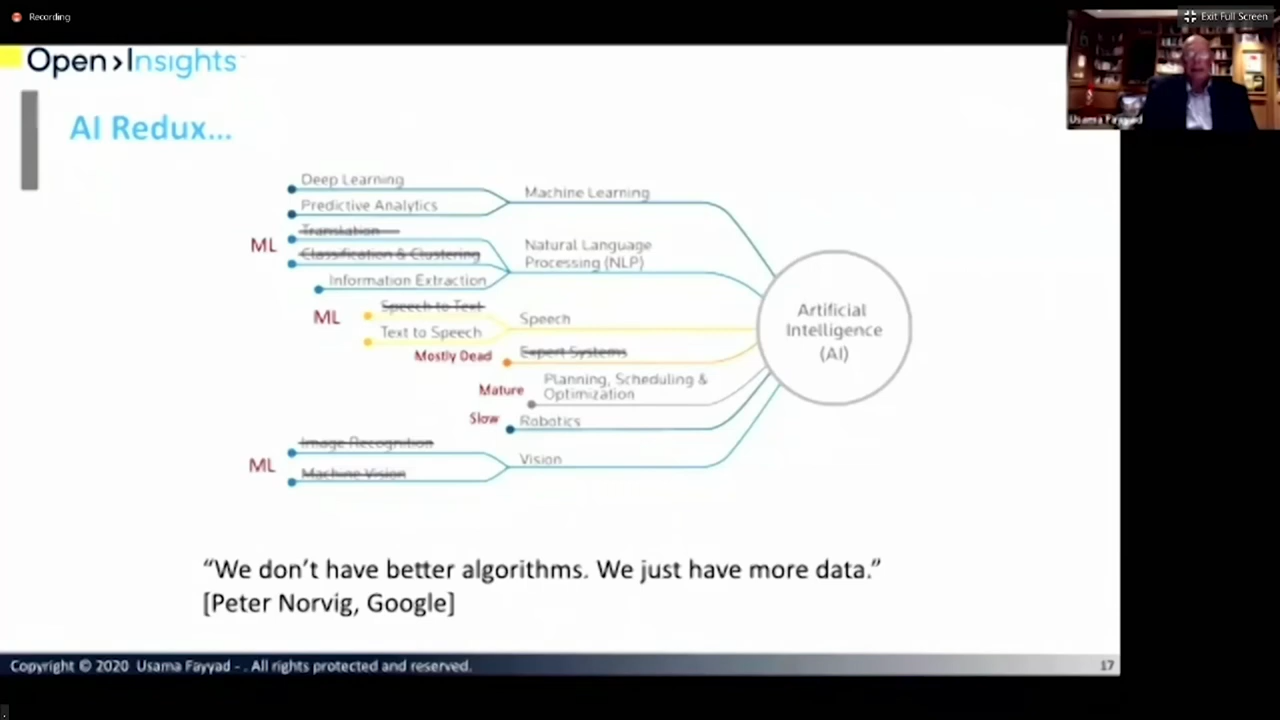 Recording
Exit Full Screen
Open>Insights
Usama Fayyad
AI Redux...
Deep Learning
Machine Learning
Predictive Analytics
Translation
ML
Natural Language
Classification & Clustering
Processing (NLP)
Information Extraction
Speech to Text
ML
Speech
Text to Speech
Artificial
Intelligence
(AI)
Mostly Dead
Expert Systems
Mature
Planning, Scheduling &
Optimization
Slow
Robotics
Image Recognition
ML
Vision
Machine Vision
“We don’t have better algorithms. We just have more data.”
[Peter Norvig, Google]
Copyright © 2020 Usama Fayyad - . All rights protected and reserved.
17